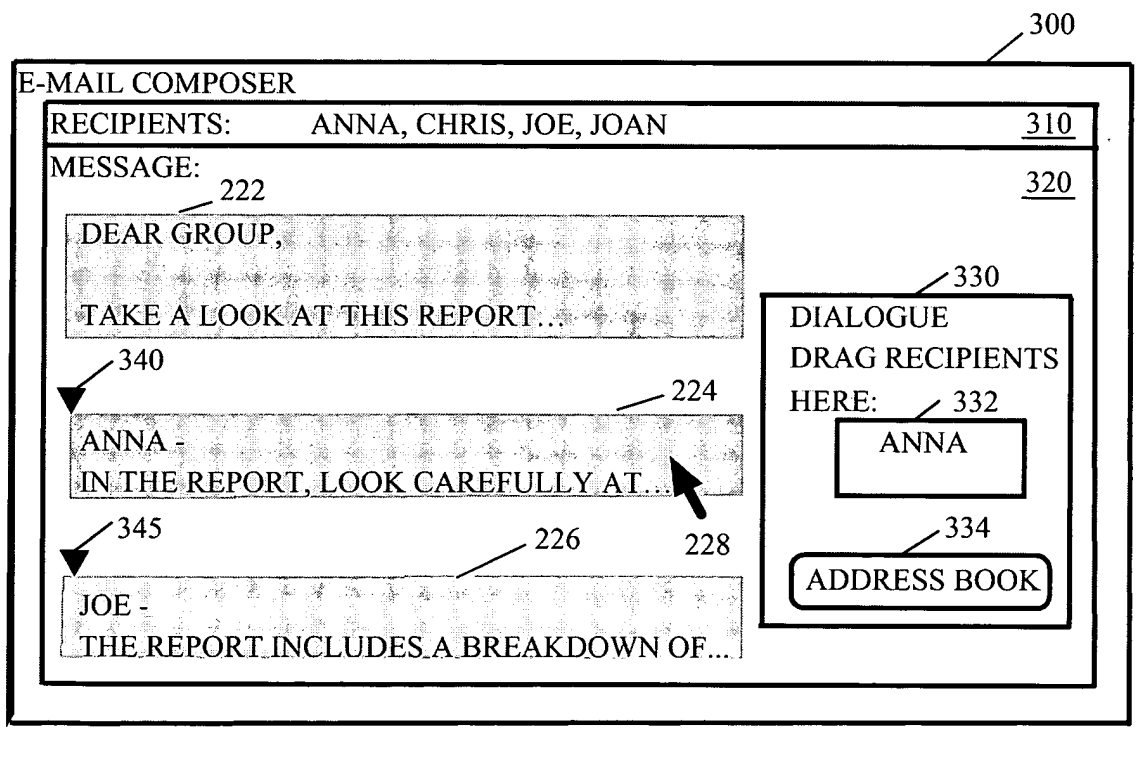 300
E-MAIL COMPOSER
RECIPIENTS: ANNA, CHRIS, JOE, JOAN 310
MESSAGE: 320
222
DEAR GROUP,
TAKE A LOOK AT THIS REPORT...
330
DIALOGUE
DRAG RECIPIENTS
HERE: 332
ANNA
334
ADDRESS BOOK
340
224
ANNA -
IN THE REPORT, LOOK CAREFULLY AT...
228
345
226
JOE -
THE REPORT INCLUDES A BREAKDOWN OF...